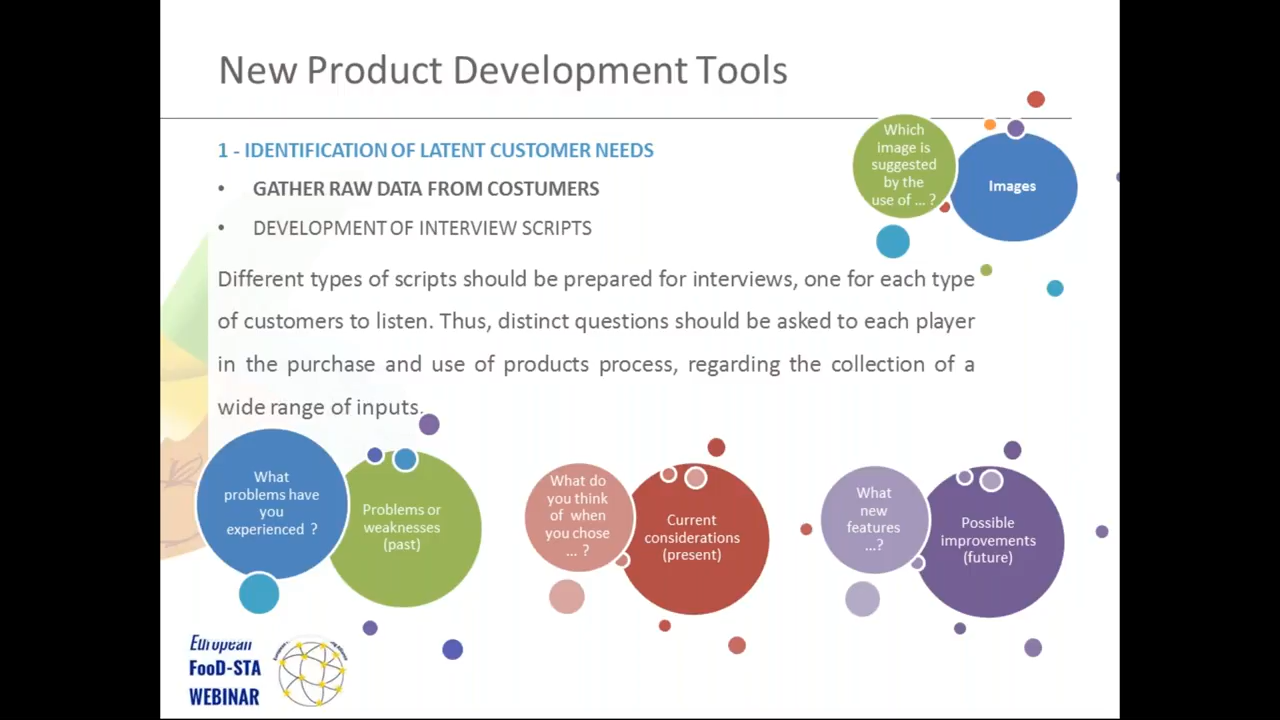 New Product Development Tools
1 - IDENTIFICATION OF LATENT CUSTOMER NEEDS
• GATHER RAW DATA FROM COSTUMERS
• DEVELOPMENT OF INTERVIEW SCRIPTS
Which
image is
suggested
by the
use of ... ?
Images
Different types of scripts should be prepared for interviews, one for each type
of customers to listen. Thus, distinct questions should be asked to each player
in the purchase and use of products process, regarding the collection of a
wide range of inputs.
What
problems have
you
experienced ?
Problems or
weaknesses
(past)
What do
you think
of when
you chose
... ?
Current
considerations
(present)
What
new
features
...?
Possible
improvements
(future)
European
FooD-STA
WEBINAR